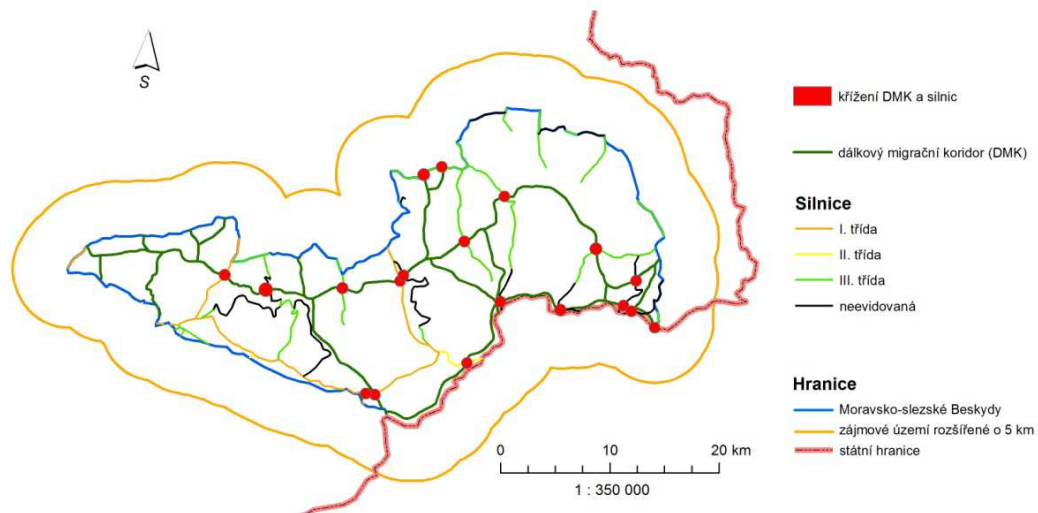 S
křížení DMK a silnic
dálkový migrační koridor (DMK)
Silnice
I. třída
II. třída
III. třída
neevidovaná
Hranice
Moravsko-slezské Beskydy
zájmové území rozšířené o 5 km
státní hranice
0 10 20 km
1 : 350 000